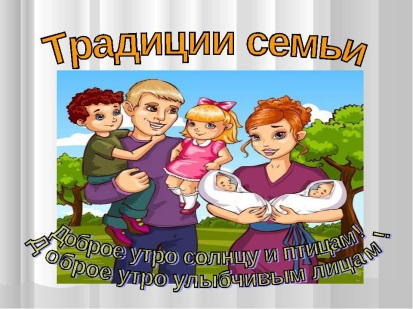 Традиции семьи
Доброе утро солнцу и птицам!
Доброе утро улыбчивым лицам !